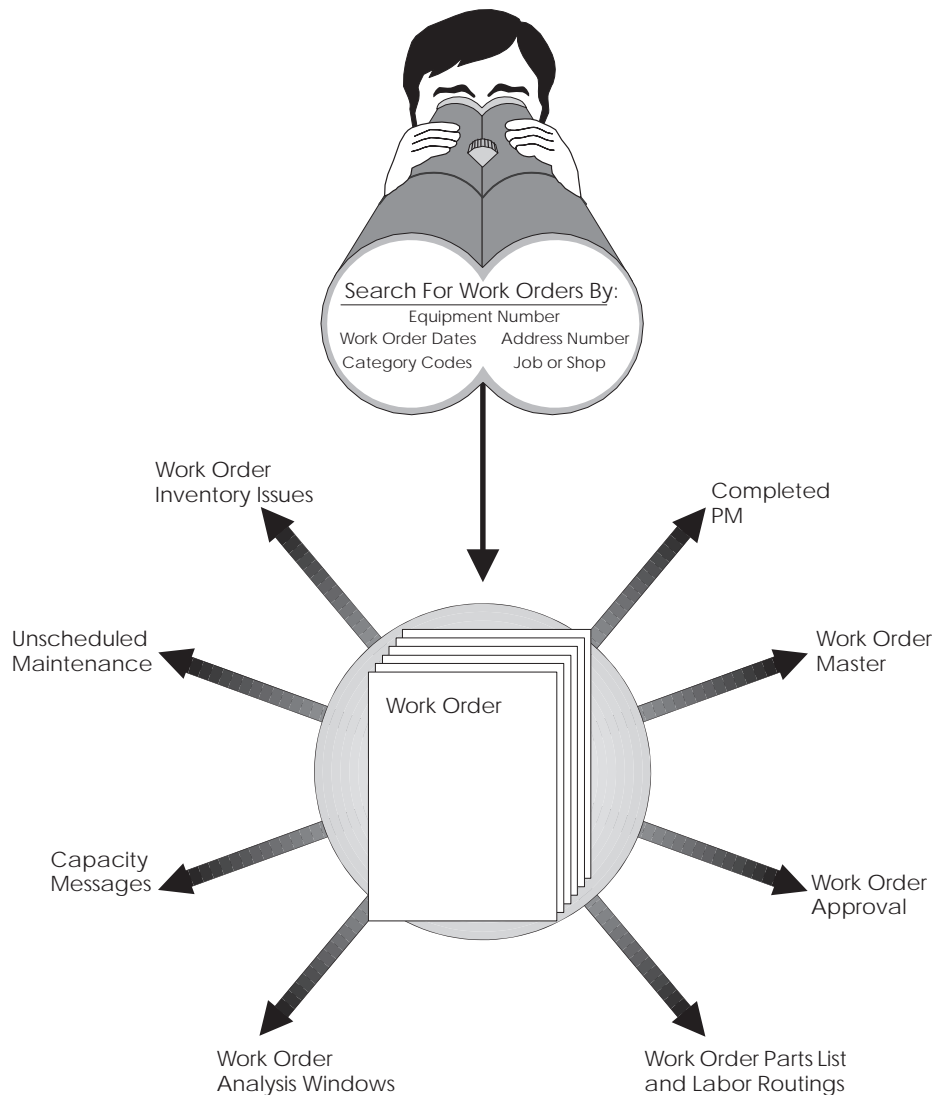 Search For Work Orders By:
Equipment Number
Work Order Dates Address Number
Category Codes Job or Shop
Work Order
Inventory Issues
Completed
PM
Unscheduled
Maintenance
Work Order
Master
Work Order
Capacity
Messages
Work Order
Approval
Work Order
Analysis Windows
Work Order Parts List
and Labor Routings